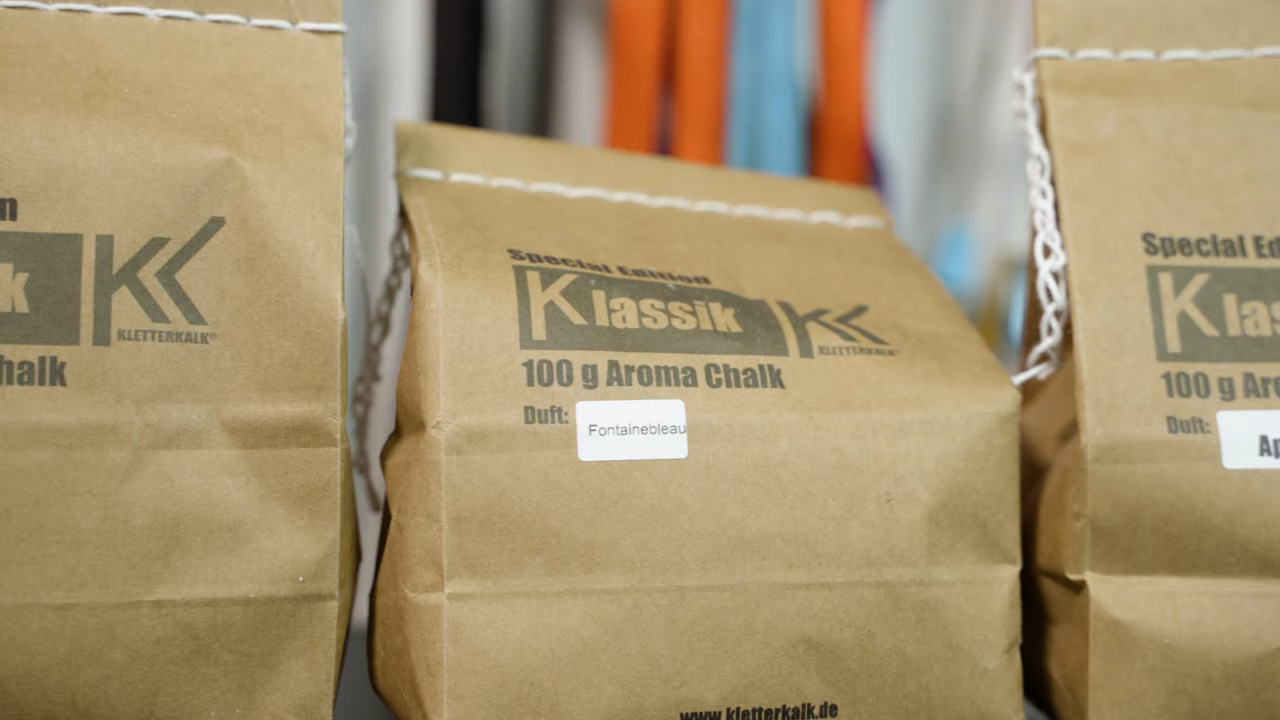 n
k
KLETTERKALK®
halk
Special Edition
Klassik
KLETTERKALK®
100 g Aroma Chalk
Duft: Fontainebleau
www.kletterkalk.de
Special Ed
Klas
100 g Aro
Duft: Ap